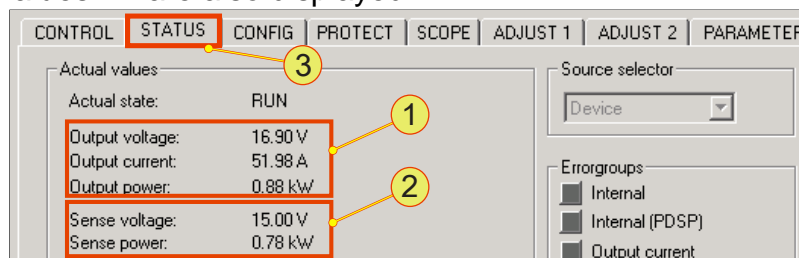 CONTROL STATUS CONFIG PROTECT SCOPE ADJUST 1 ADJUST 2 PARAMETER
3
Actual values
Actual state: RUN
1
Output voltage: 16.90 V
Output current: 51.98 A
Output power: 0.88 kW
2
Sense voltage: 15.00 V
Sense power: 0.78 kW
Source selector
Device
Errorgroups
Internal
Internal (PDSP)
Output current